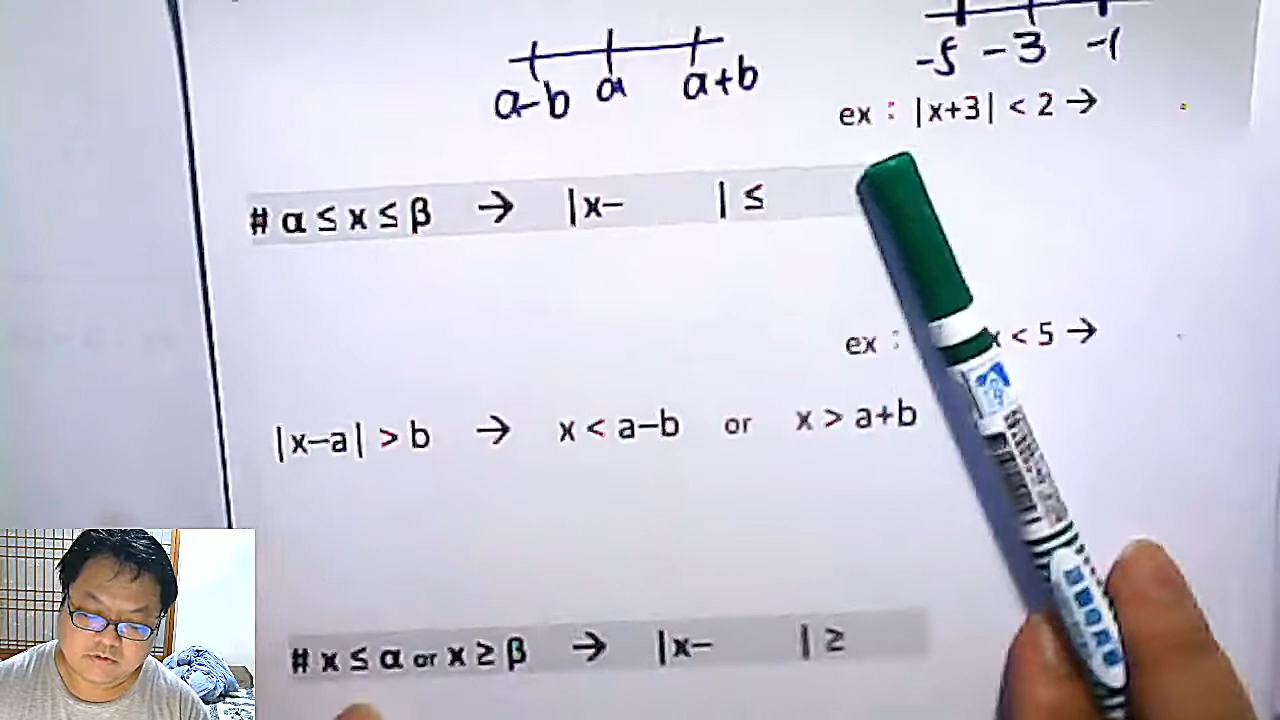 a-b a a+b
-5 -3 -1
ex : |x+3| < 2 →
# α ≤ x ≤ β → |x- | ≤
ex : x < 5 →
|x-a| > b → x < a-b or x > a+b
# x ≤ α or x ≥ β → |x- | ≥